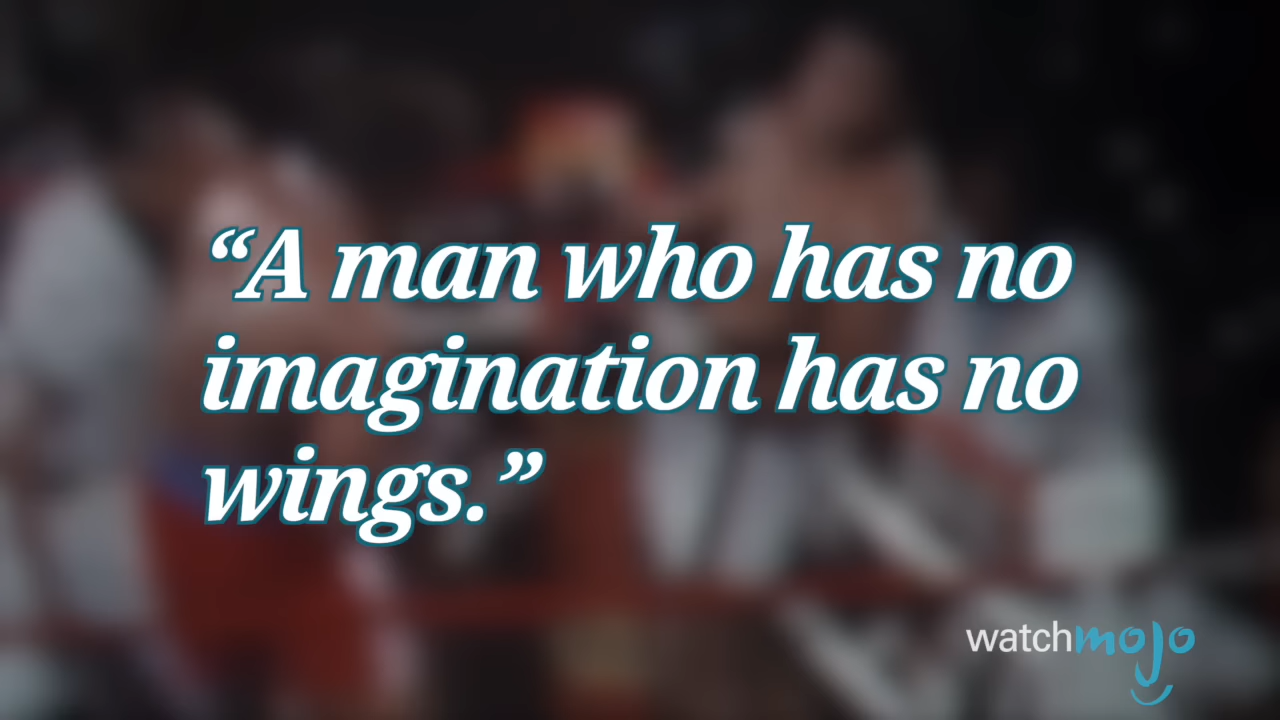 “A man who has no
imagination has no
wings.”
watchmojo